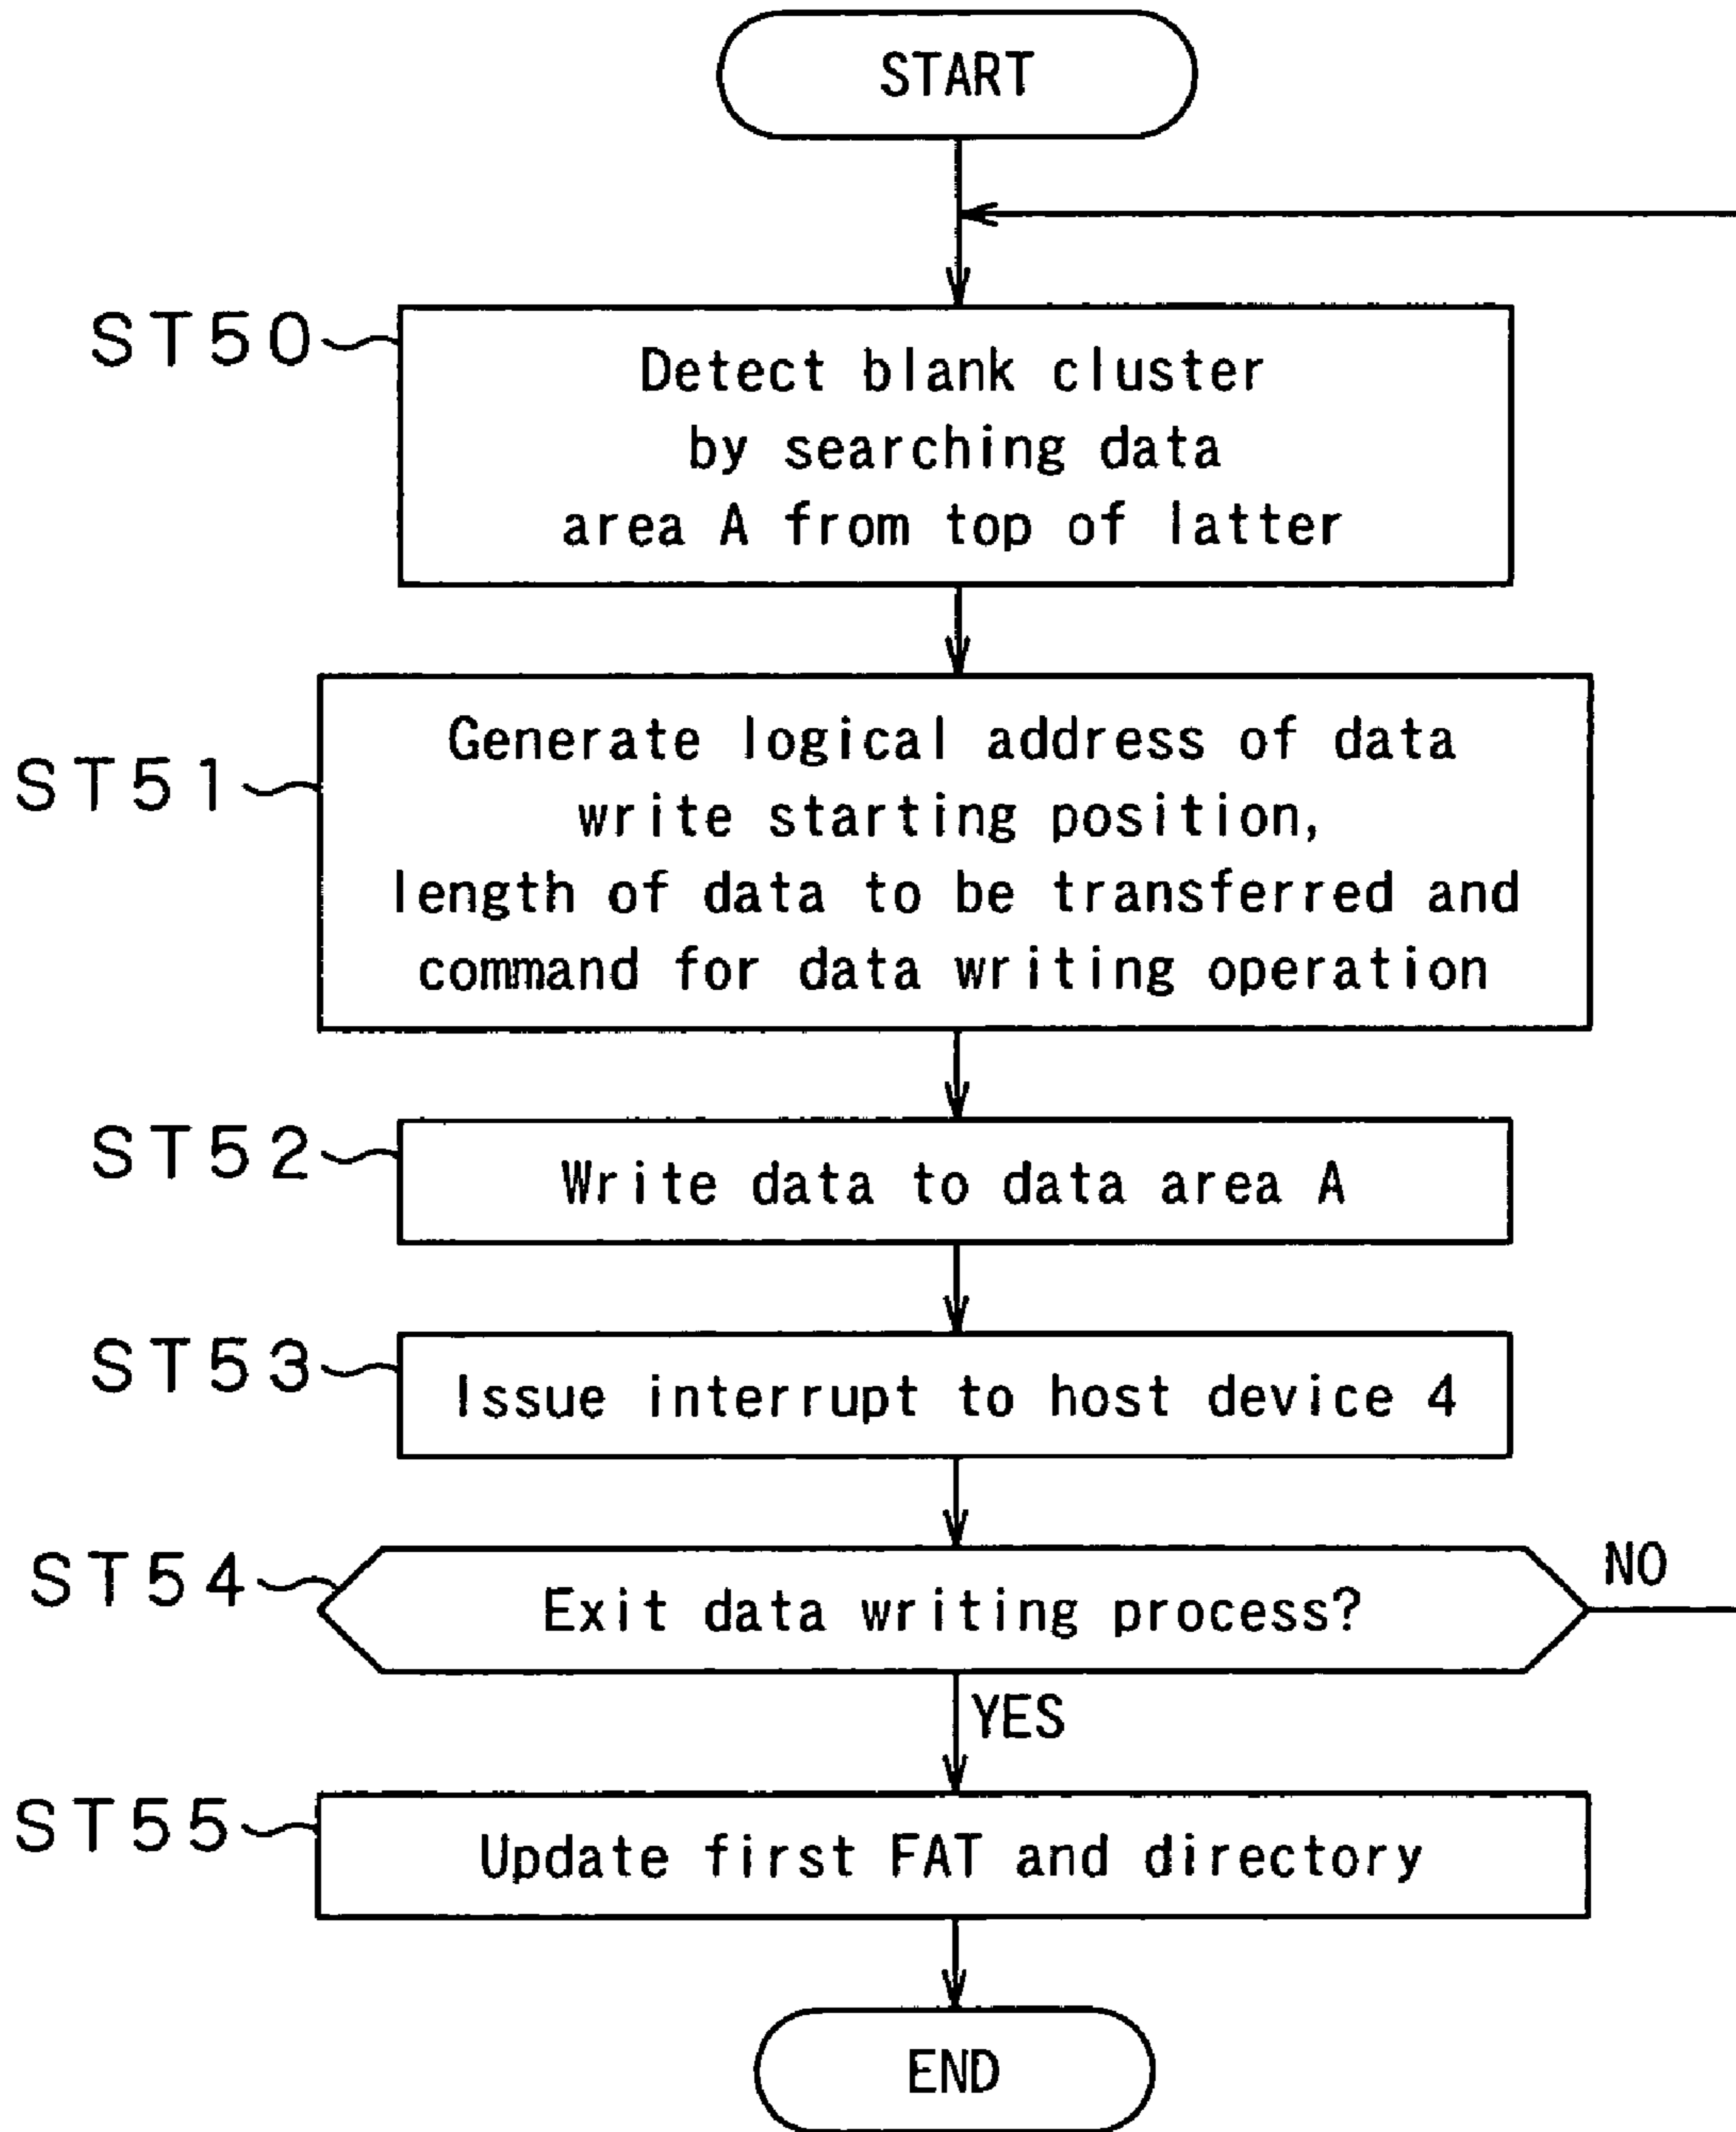 START
ST50
Detect blank cluster
by searching data
area A from top of latter
ST51
Generate logical address of data
write starting position,
length of data to be transferred and
command for data writing operation
ST52
Write data to data area A
ST53
Issue interrupt to host device 4
ST54
Exit data writing process?
NO
YES
ST55
Update first FAT and directory
END